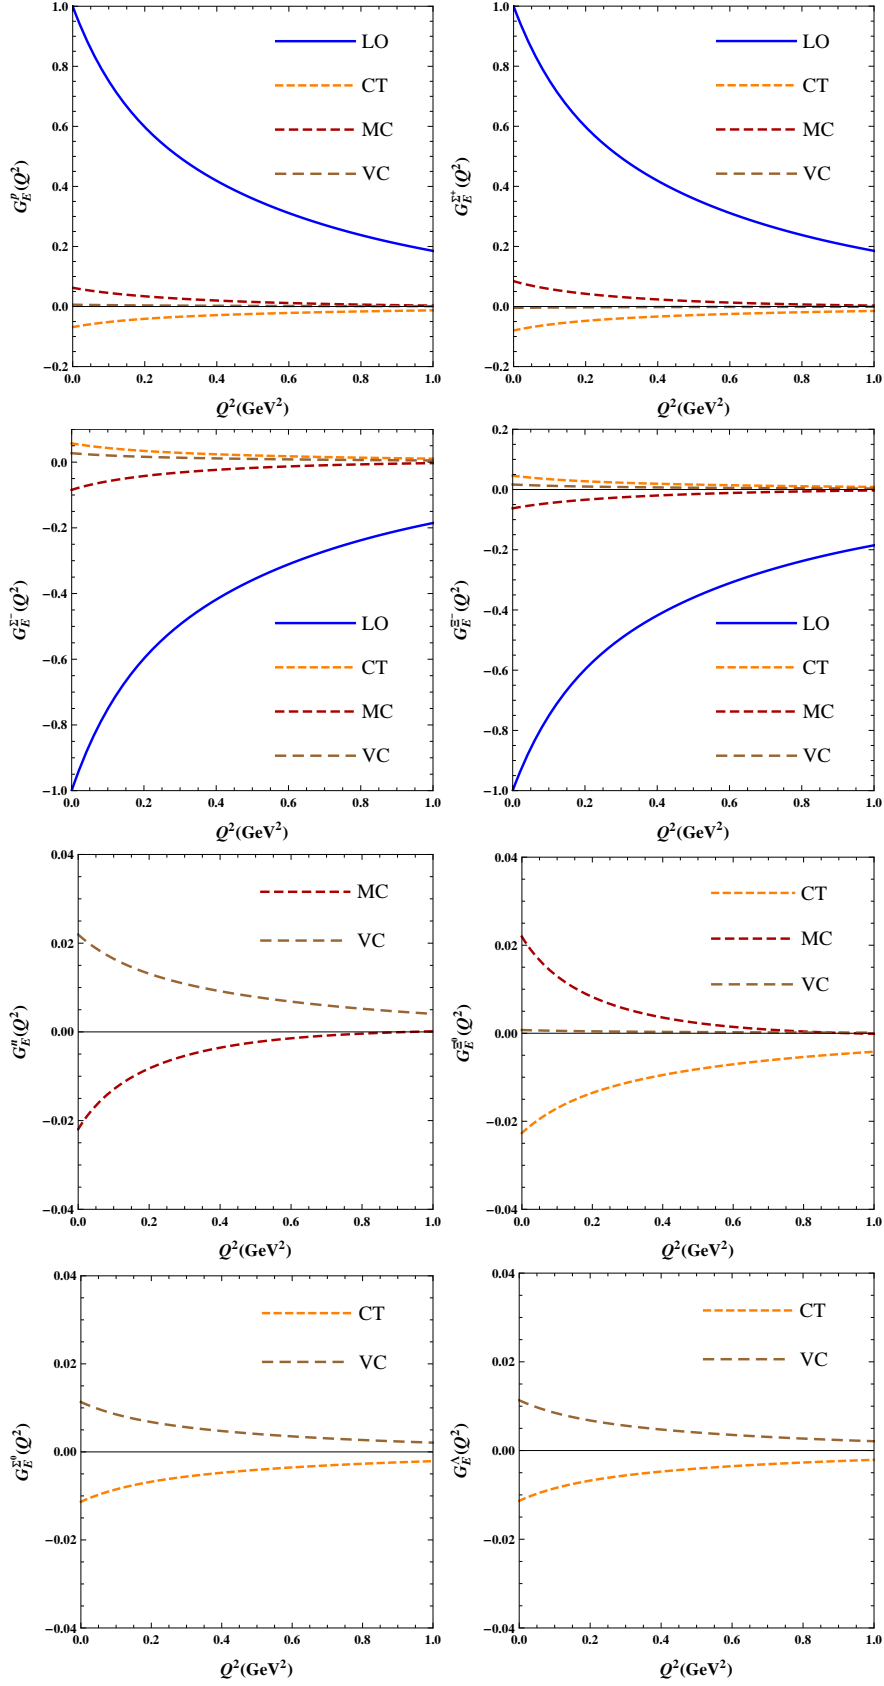 1.0
0.8
0.6
0.4
0.2
0.0
−0.2
G_E^p(Q^2)
LO
CT
MC
VC
0.0 0.2 0.4 0.6 0.8 1.0
Q^2(GeV^2)
1.0
0.8
0.6
0.4
0.2
0.0
−0.2
G_E^{Σ^+}(Q^2)
LO
CT
MC
VC
0.0 0.2 0.4 0.6 0.8 1.0
Q^2(GeV^2)
0.0
−0.2
−0.4
−0.6
−0.8
−1.0
G_E^{Σ^-}(Q^2)
LO
CT
MC
VC
0.0 0.2 0.4 0.6 0.8 1.0
Q^2(GeV^2)
0.2
0.0
−0.2
−0.4
−0.6
−0.8
−1.0
G_E^{Ξ^-}(Q^2)
LO
CT
MC
VC
0.0 0.2 0.4 0.6 0.8 1.0
Q^2(GeV^2)
0.04
0.02
0.00
−0.02
−0.04
G_E^n(Q^2)
MC
VC
0.0 0.2 0.4 0.6 0.8 1.0
Q^2(GeV^2)
0.04
0.02
0.00
−0.02
−0.04
G_E^{Ξ^0}(Q^2)
CT
MC
VC
0.0 0.2 0.4 0.6 0.8 1.0
Q^2(GeV^2)
0.04
0.02
0.00
−0.02
−0.04
G_E^{Σ^0}(Q^2)
CT
VC
0.0 0.2 0.4 0.6 0.8 1.0
Q^2(GeV^2)
0.04
0.02
0.00
−0.02
−0.04
G_E^Λ(Q^2)
CT
VC
0.0 0.2 0.4 0.6 0.8 1.0
Q^2(GeV^2)